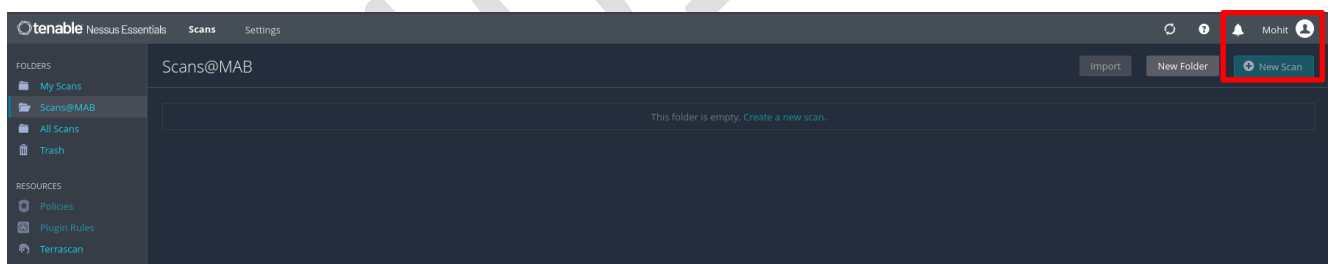 tenable Nessus Essentials Scans Settings Mohit
FOLDERS
My Scans
Scans@MAB
All Scans
Trash
RESOURCES
Policies
Plugin Rules
Terrascan
Scans@MAB Import New Folder New Scan
This folder is empty. Create a new scan.